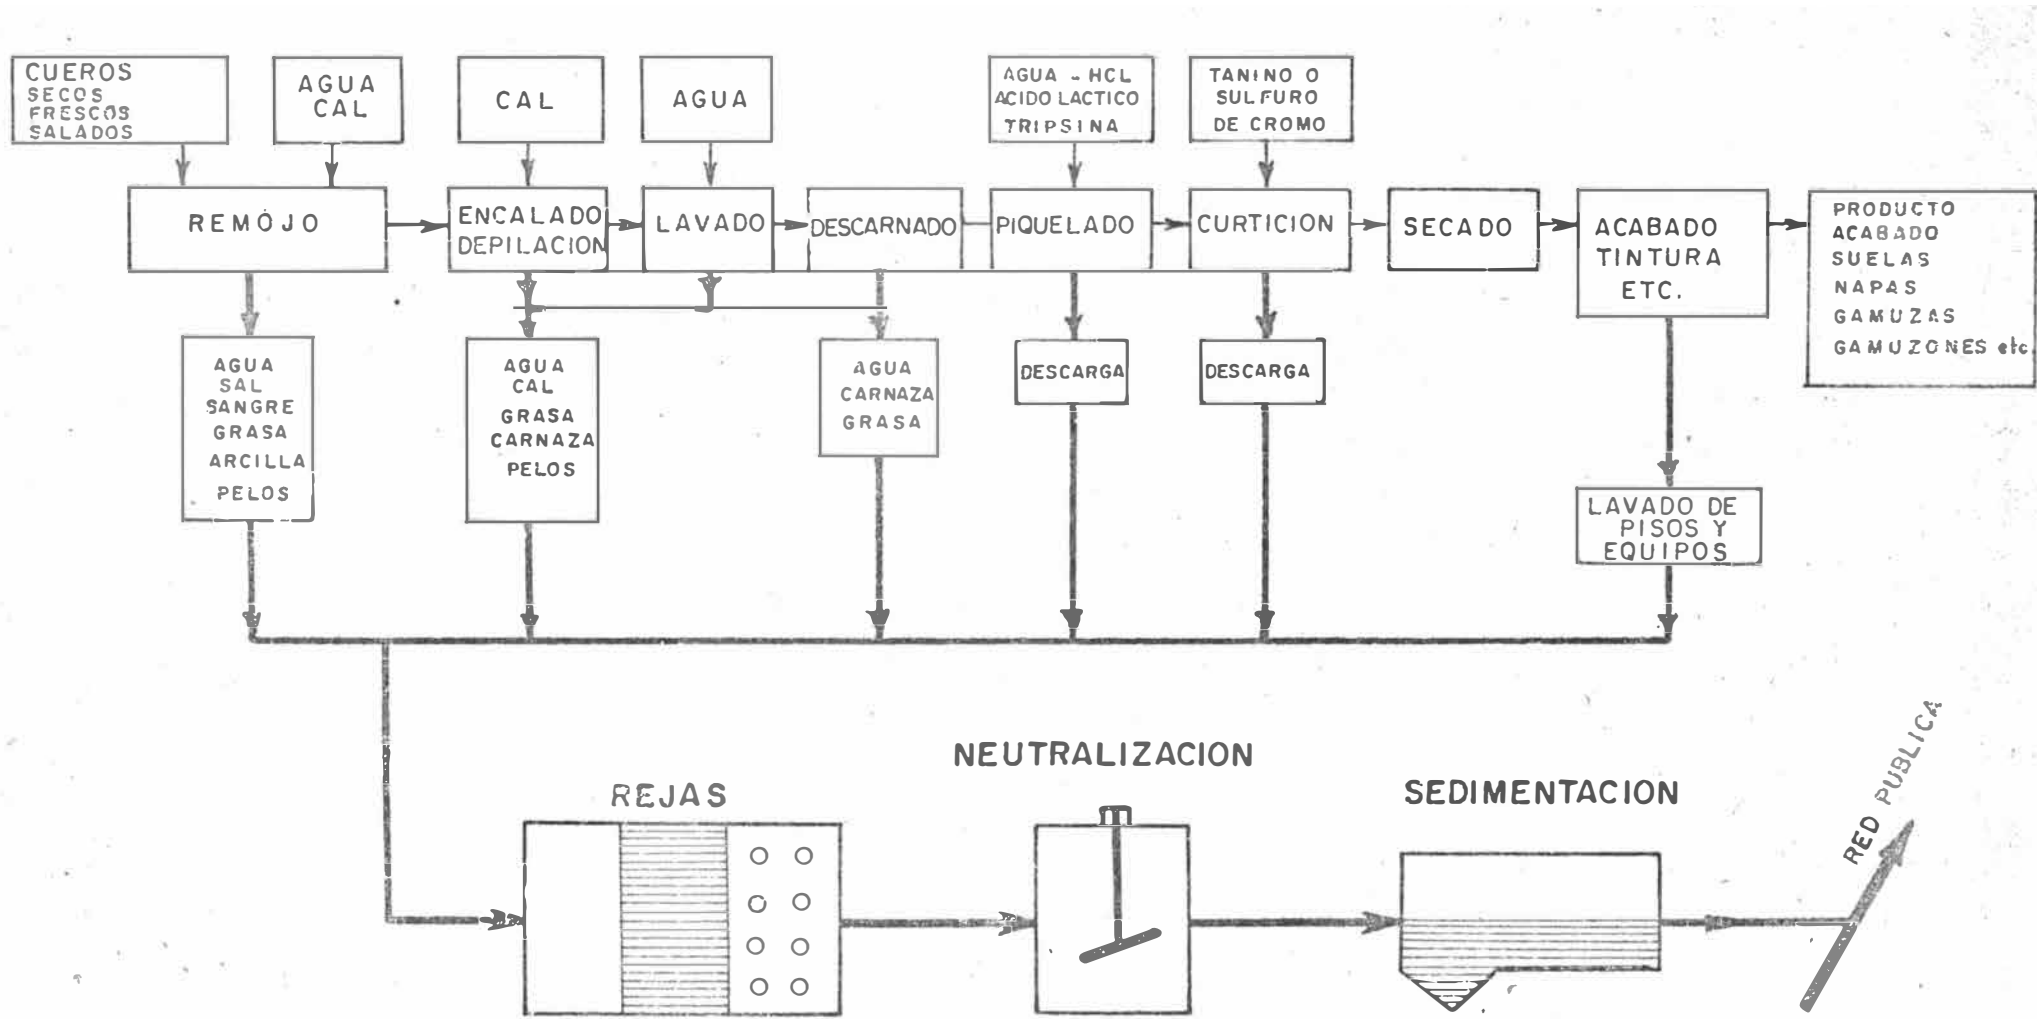 CUEROS
SECOS
FRESCOS
SALADOS
AGUA
CAL
CAL
AGUA
AGUA - HCL
ACIDO LACTICO
TRIPSINA
TANINO O
SULFURO
DE CROMO
REMOJO
ENCALADO
DEPILACION
LAVADO
DESCARNADO
PIQUELADO
CURTICION
SECADO
ACABADO
TINTURA
ETC.
PRODUCTO
ACABADO
SUELAS
NAPAS
GAMUZAS
GAMUZONES etc.
AGUA
SAL
SANGRE
GRASA
ARCILLA
PELOS
AGUA
CAL
GRASA
CARNAZA
PELOS
AGUA
CARNAZA
GRASA
DESCARGA
DESCARGA
LAVADO DE
PISOS Y
EQUIPOS
REJAS
NEUTRALIZACION
SEDIMENTACION
RED PUBLICA